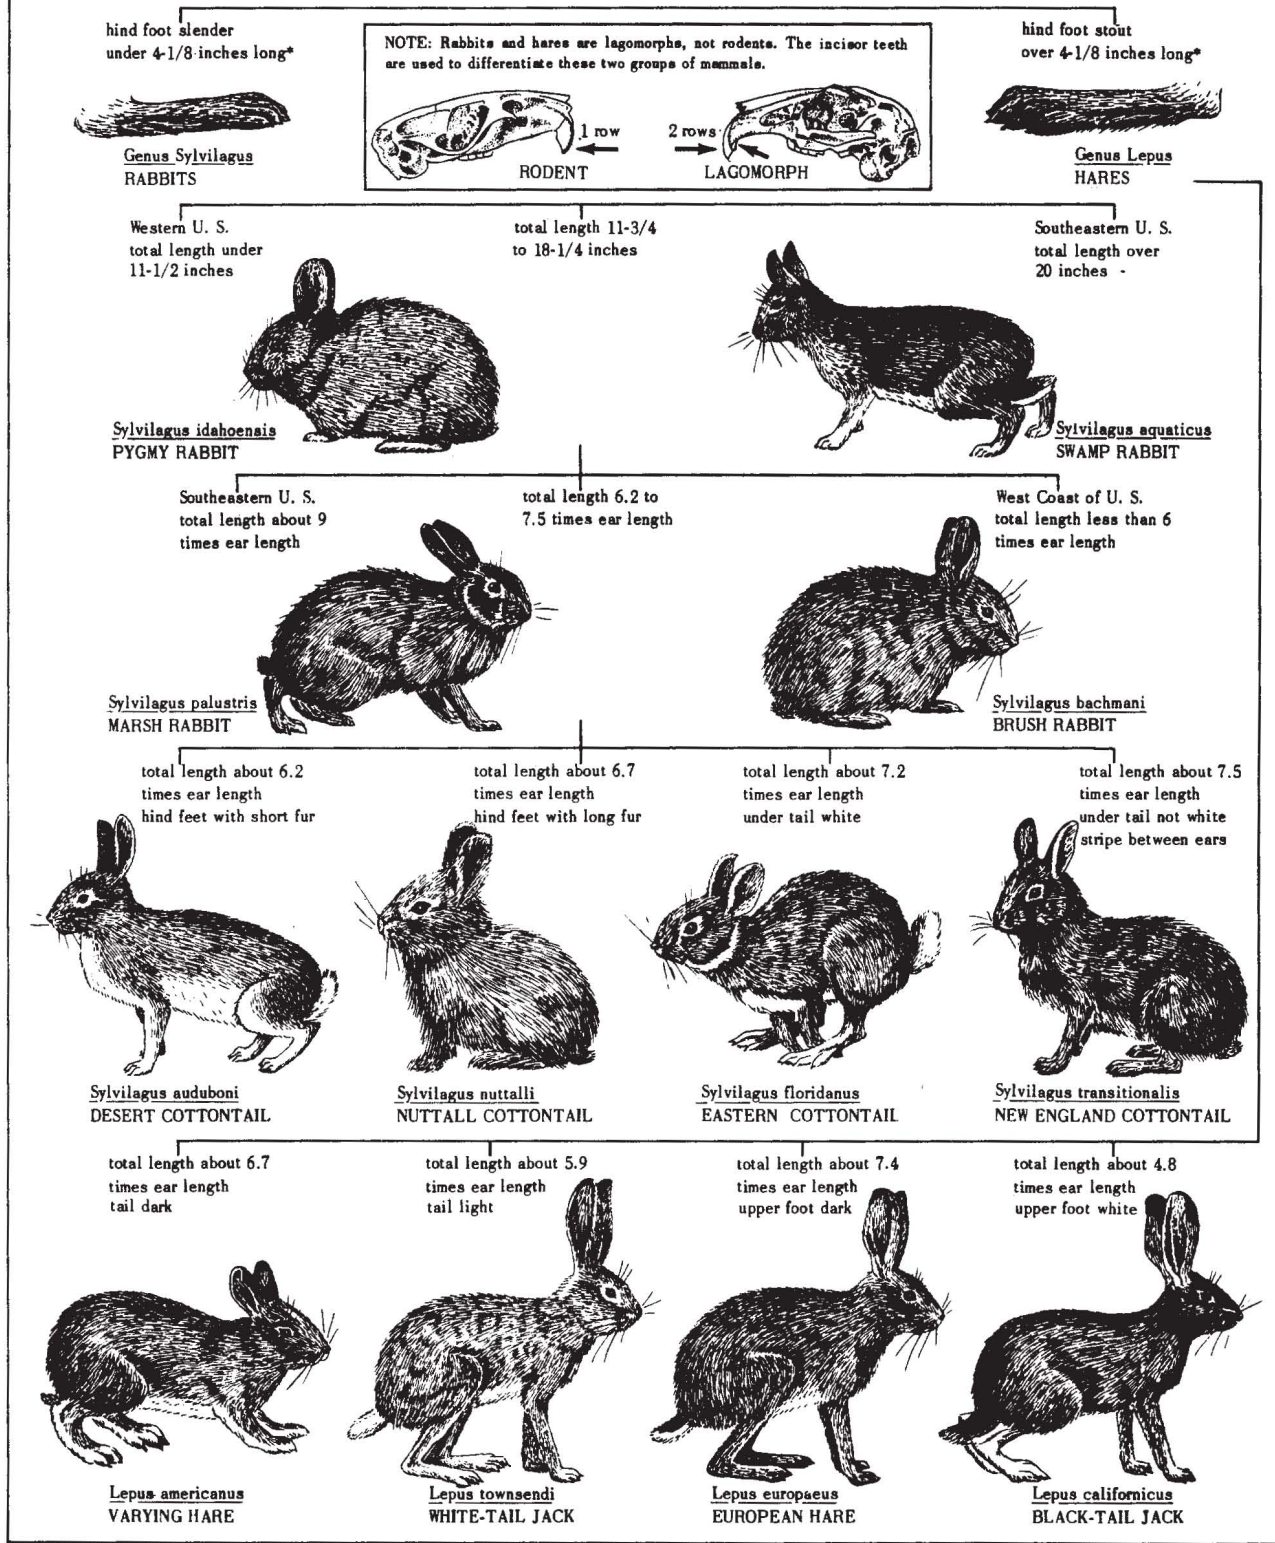 hind foot slender
under 4-1/8 inches long*
NOTE: Rabbits and hares are lagomorphs, not rodents. The incisor teeth
are used to differentiate these two groups of mammals.
hind foot stout
over 4-1/8 inches long*
1 row
2 rows
RODENT
LAGOMORPH
Genus Sylvilagus
RABBITS
Genus Lepus
HARES
Western U. S.
total length under
11-1/2 inches
total length 11-3/4
to 18-1/4 inches
Southeastern U. S.
total length over
20 inches -
Sylvilagus idahoensis
PYGMY RABBIT
Sylvilagus aquaticus
SWAMP RABBIT
Southeastern U. S.
total length about 9
times ear length
total length 6.2 to
7.5 times ear length
West Coast of U. S.
total length less than 6
times ear length
Sylvilagus palustris
MARSH RABBIT
Sylvilagus bachmani
BRUSH RABBIT
total length about 6.2
times ear length
hind feet with short fur
total length about 6.7
times ear length
hind feet with long fur
total length about 7.2
times ear length
under tail white
total length about 7.5
times ear length
under tail not white
stripe between ears
Sylvilagus auduboni
DESERT COTTONTAIL
Sylvilagus nuttalli
NUTTALL COTTONTAIL
Sylvilagus floridanus
EASTERN COTTONTAIL
Sylvilagus transitionalis
NEW ENGLAND COTTONTAIL
total length about 6.7
times ear length
tail dark
total length about 5.9
times ear length
tail light
total length about 7.4
times ear length
upper foot dark
total length about 4.8
times ear length
upper foot white
Lepus americanus
VARYING HARE
Lepus townsendi
WHITE-TAIL JACK
Lepus europaeus
EUROPEAN HARE
Lepus californicus
BLACK-TAIL JACK